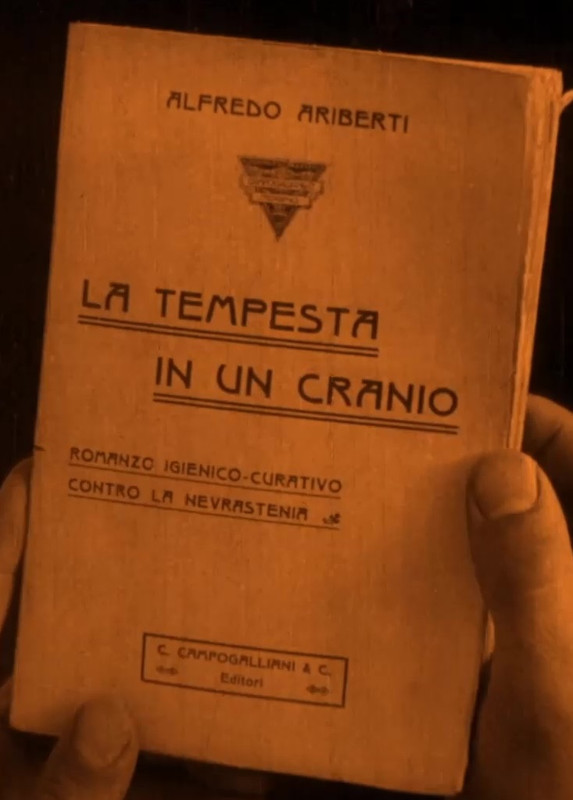 ALFREDO ARIBERTI
LA TEMPESTA
IN UN CRANIO
ROMANZO IGIENICO-CURATIVO
CONTRO LA NEVRASTENIA
C. CAMPOGALLIANI & C.
Editori